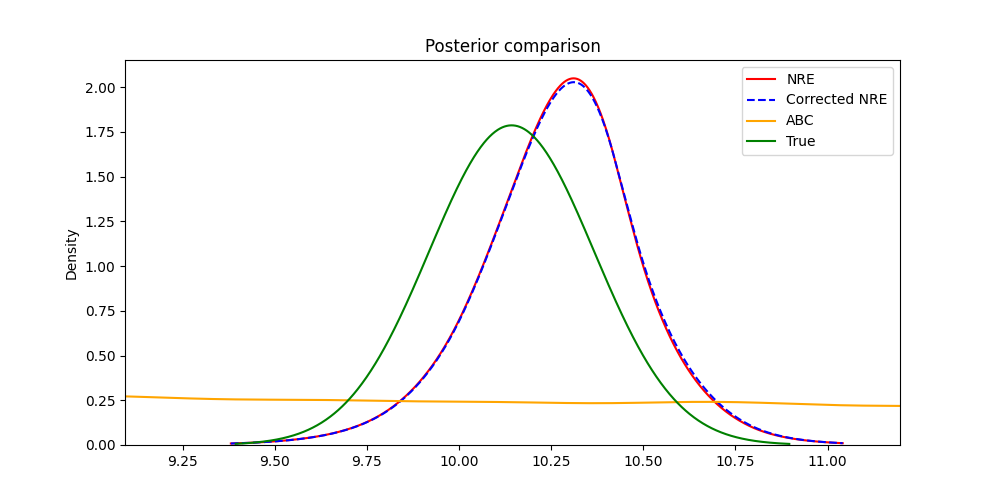 Posterior comparison
NRE
Corrected NRE
ABC
True
Density
2.00
1.75
1.50
1.25
1.00
0.75
0.50
0.25
0.00
9.25 9.50 9.75 10.00 10.25 10.50 10.75 11.00